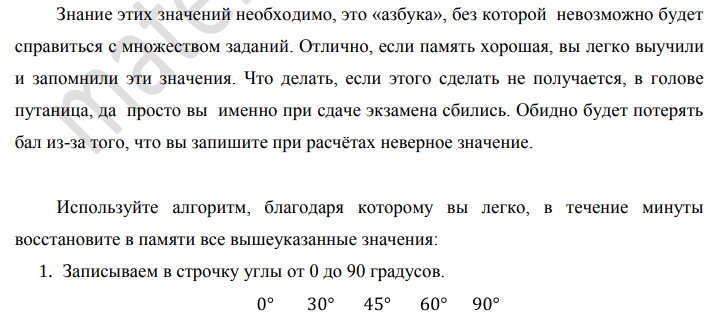 Знание этих значений необходимо, это «азбука», без которой невозможно будет
справиться с множеством заданий. Отлично, если память хорошая, вы легко выучили
и запомнили эти значения. Что делать, если этого сделать не получается, в голове
путаница, да просто вы именно при сдаче экзамена сбились. Обидно будет потерять
бал из-за того, что вы запишите при расчётах неверное значение.
Используйте алгоритм, благодаря которому вы легко, в течение минуты
восстановите в памяти все вышеуказанные значения:
1. Записываем в строчку углы от 0 до 90 градусов.
0° 30° 45° 60° 90°